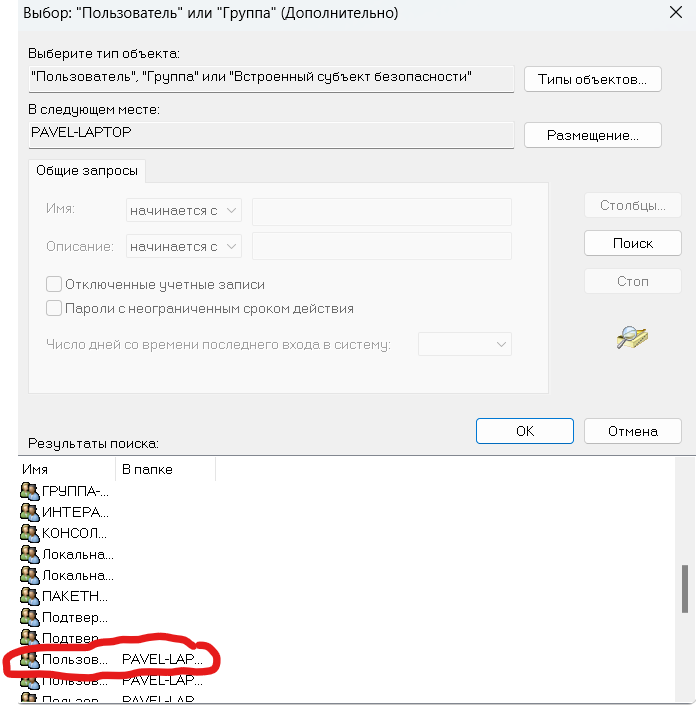 Выбор: "Пользователь" или "Группа" (Дополнительно)
Выберите тип объекта:
"Пользователь", "Группа" или "Встроенный субъект безопасности"
Типы объектов...
В следующем месте:
PAVEL-LAPTOP
Размещение...
Общие запросы
Имя:
начинается с
Столбцы...
Описание:
начинается с
Поиск
Отключенные учетные записи
Стоп
Пароли с неограниченным сроком действия
Число дней со времени последнего входа в систему:
ОК
Отмена
Результаты поиска:
Имя В папке
ГРУППА-...
ИНТЕРА...
КОНСОЛ...
Локальна...
Локальна...
ПАКЕТН...
Подтвер...
Подтвер...
Пользов... PAVEL-LAP...
Пользов... PAVEL-LAP...
Пользов... PAVEL-LAP...